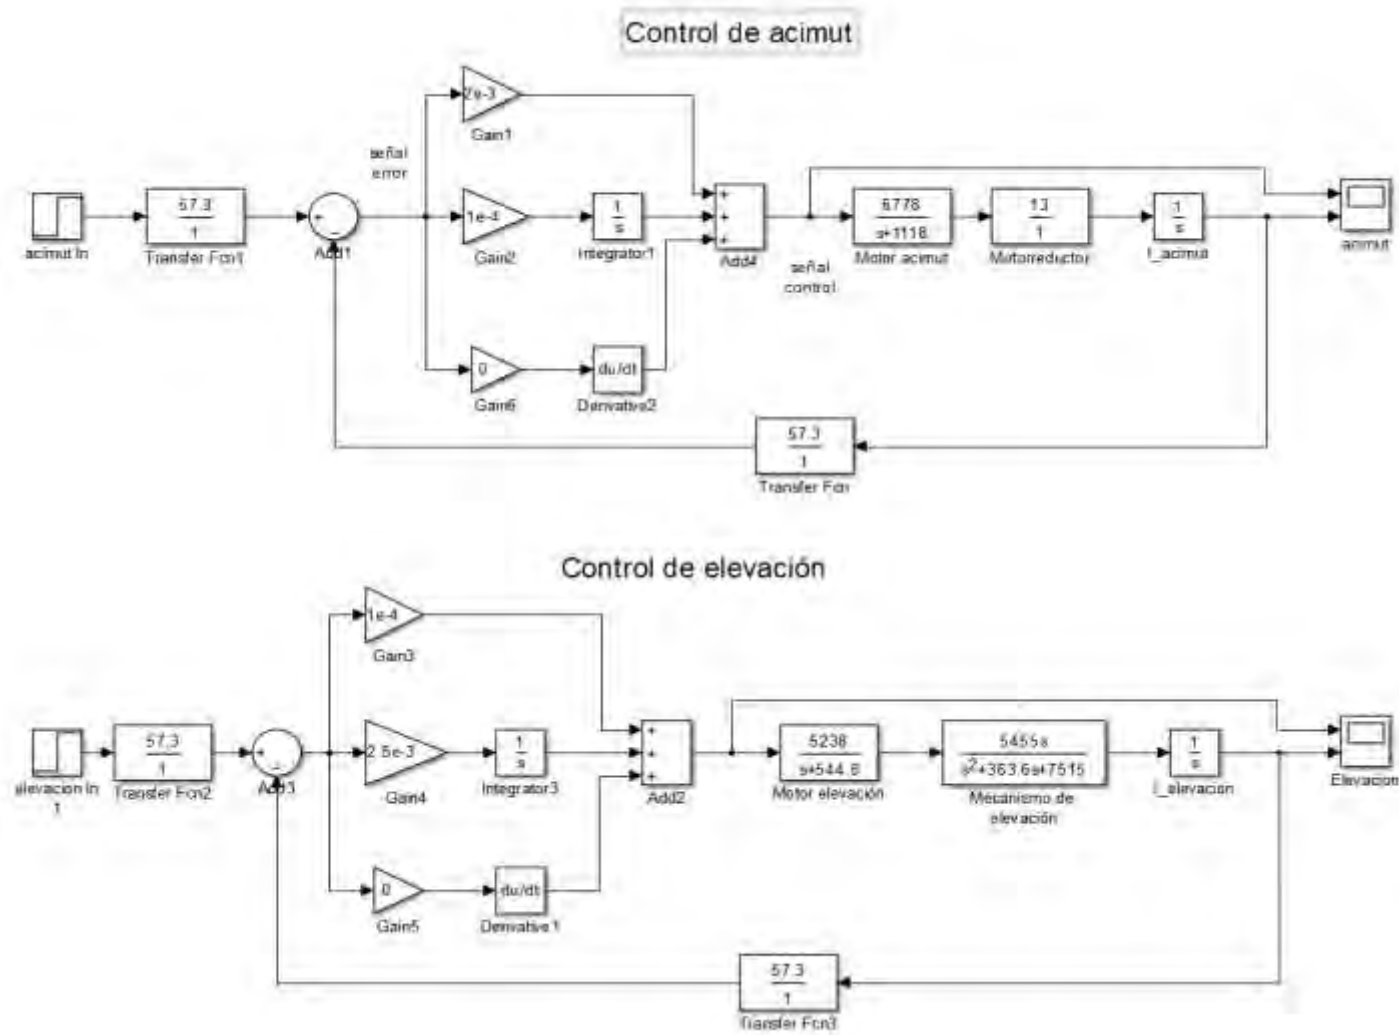 Control de acimut
2e-3
Gain1
señal
error
57.3
1
acimut In
Transfer Fcn1
+
-
Add1
1e-4
Gain2
1
s
Integrator1
+
+
+
Add4
señal
control
6778
s+1118
Motor acimut
13
1
Motorreductor
1
s
I_acimut
acimut
0
Gain6
du/dt
Derivative2
57.3
1
Transfer Fcn
Control de elevación
1e-4
Gain3
elevacion In
1
57.3
1
Transfer Fcn2
+
-
Add3
2.5e-3
Gain4
1
s
Integrator3
+
+
+
Add2
5238
s+544.8
Motor elevación
5455s
s²+363.6s+7515
Mecanismo de
elevación
1
s
I_elevacion
Elevacion
0
Gain5
du/dt
Derivative1
57.3
1
Transfer Fcn3